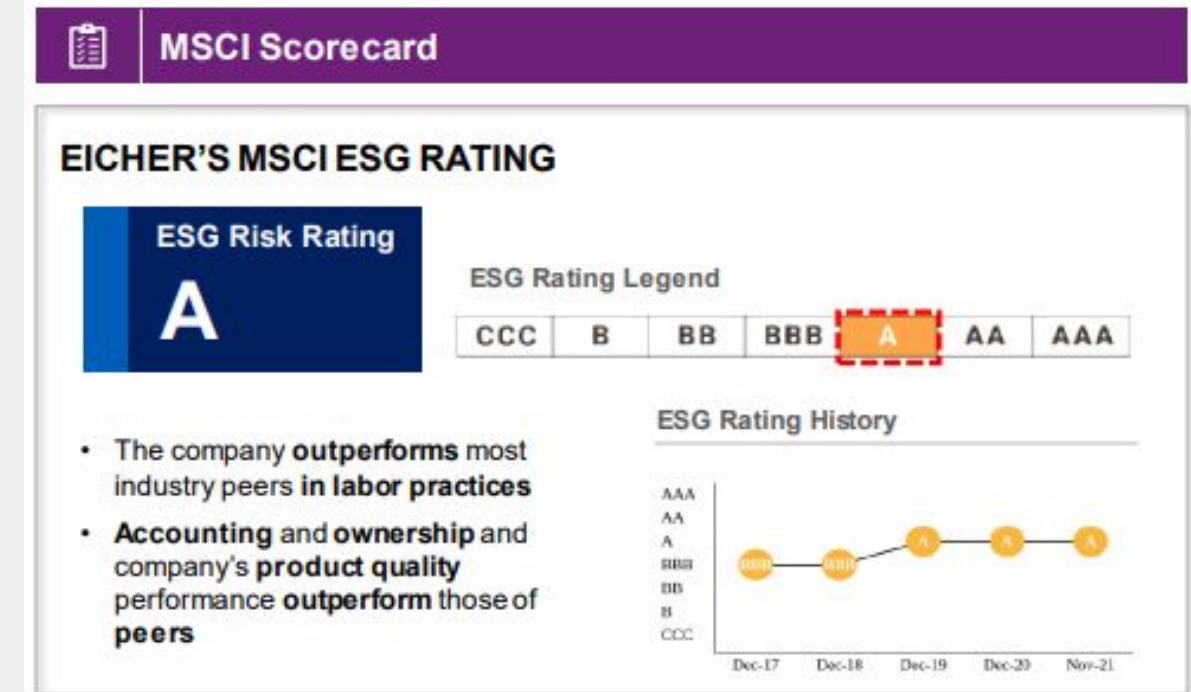 MSCI Scorecard
EICHER'S MSCI ESG RATING
ESG Risk Rating
A
ESG Rating Legend
CCC B BB BBB A AA AAA
• The company outperforms most
industry peers in labor practices
• Accounting and ownership and
company's product quality
performance outperform those of
peers
ESG Rating History
AAA
AA
A
BBB
BB
B
CCC
BBB BBB A A A
Dec-17 Dec-18 Dec-19 Dec-20 Nov-21